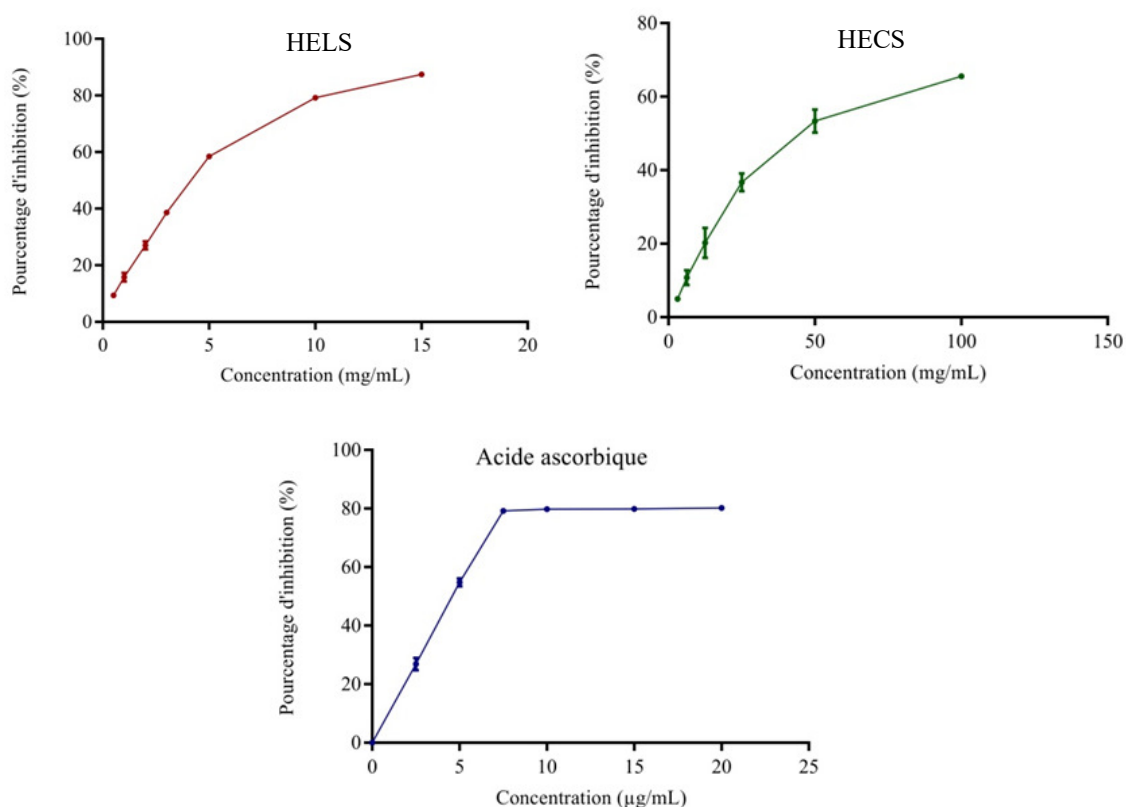 HELS
Pourcentage d'inhibition (%)
100
80
60
40
20
0
0 5 10 15 20
Concentration (mg/mL)
HECS
Pourcentage d'inhibition (%)
80
60
40
20
0
0 50 100 150
Concentration (mg/mL)
Acide ascorbique
Pourcentage d'inhibition (%)
100
80
60
40
20
0
0 5 10 15 20 25
Concentration (µg/mL)